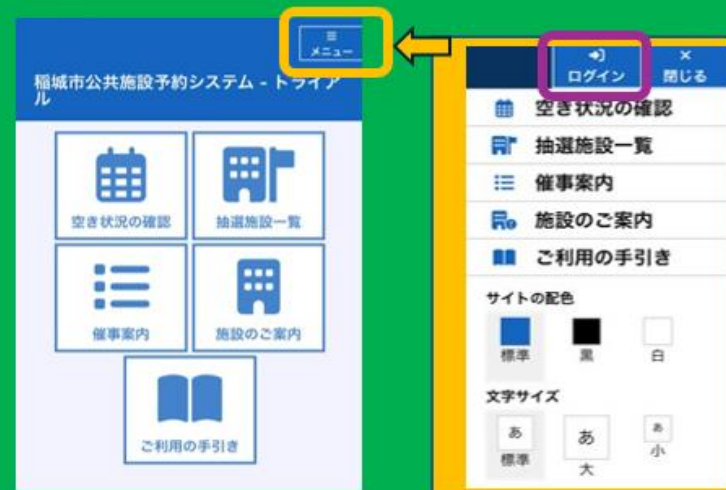 メニュー
稲城市公共施設予約システム - トライア
ル
空き状況の確認
抽選施設一覧
催事案内
施設のご案内
ご利用の手引き
ログイン
閉じる
空き状況の確認
抽選施設一覧
催事案内
施設のご案内
ご利用の手引き
サイトの配色
標準
黒
白
文字サイズ
あ
標準
あ
大
あ
小